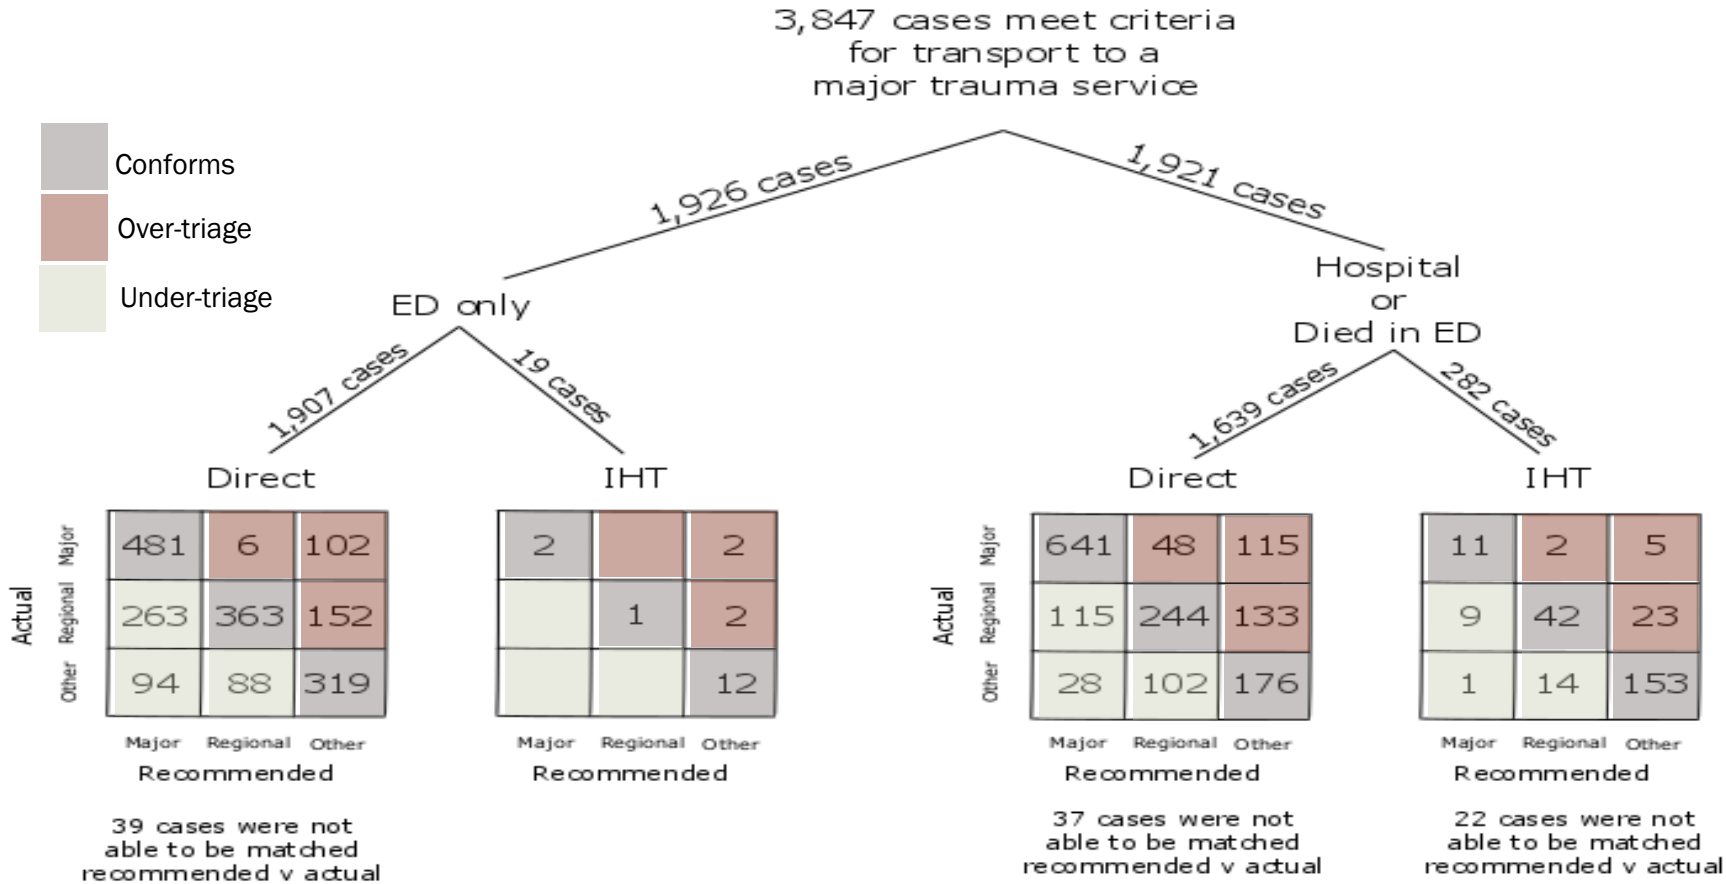 3,847 cases meet criteria
for transport to a
major trauma service
Conforms
Over-triage
Under-triage
1,926 cases
1,921 cases
ED only
Hospital
or
Died in ED
1,907 cases
19 cases
1,639 cases
282 cases
Direct
IHT
Direct
IHT
Actual
Major
Regional
Other
481 6 102
263 363 152
94 88 319
Major Regional Other
Recommended
39 cases were not
able to be matched
recommended v actual
2 2
1 2
12
Major Regional Other
Recommended
Actual
Major
Regional
Other
641 48 115
115 244 133
28 102 176
Major Regional Other
Recommended
37 cases were not
able to be matched
recommended v actual
11 2 5
9 42 23
1 14 153
Major Regional Other
Recommended
22 cases were not
able to be matched
recommended v actual